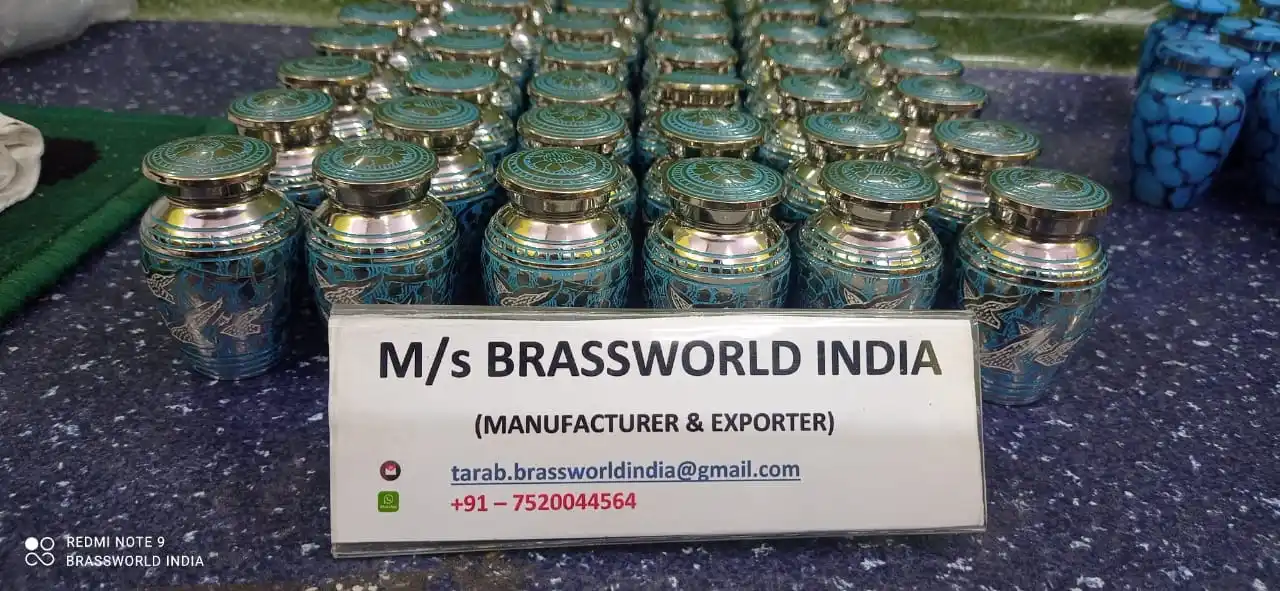 M/s BRASSWORLD INDIA
(MANUFACTURER & EXPORTER)
tarab.brassworldindia@gmail.com
+91 – 7520044564
REDMI NOTE 9
BRASSWORLD INDIA